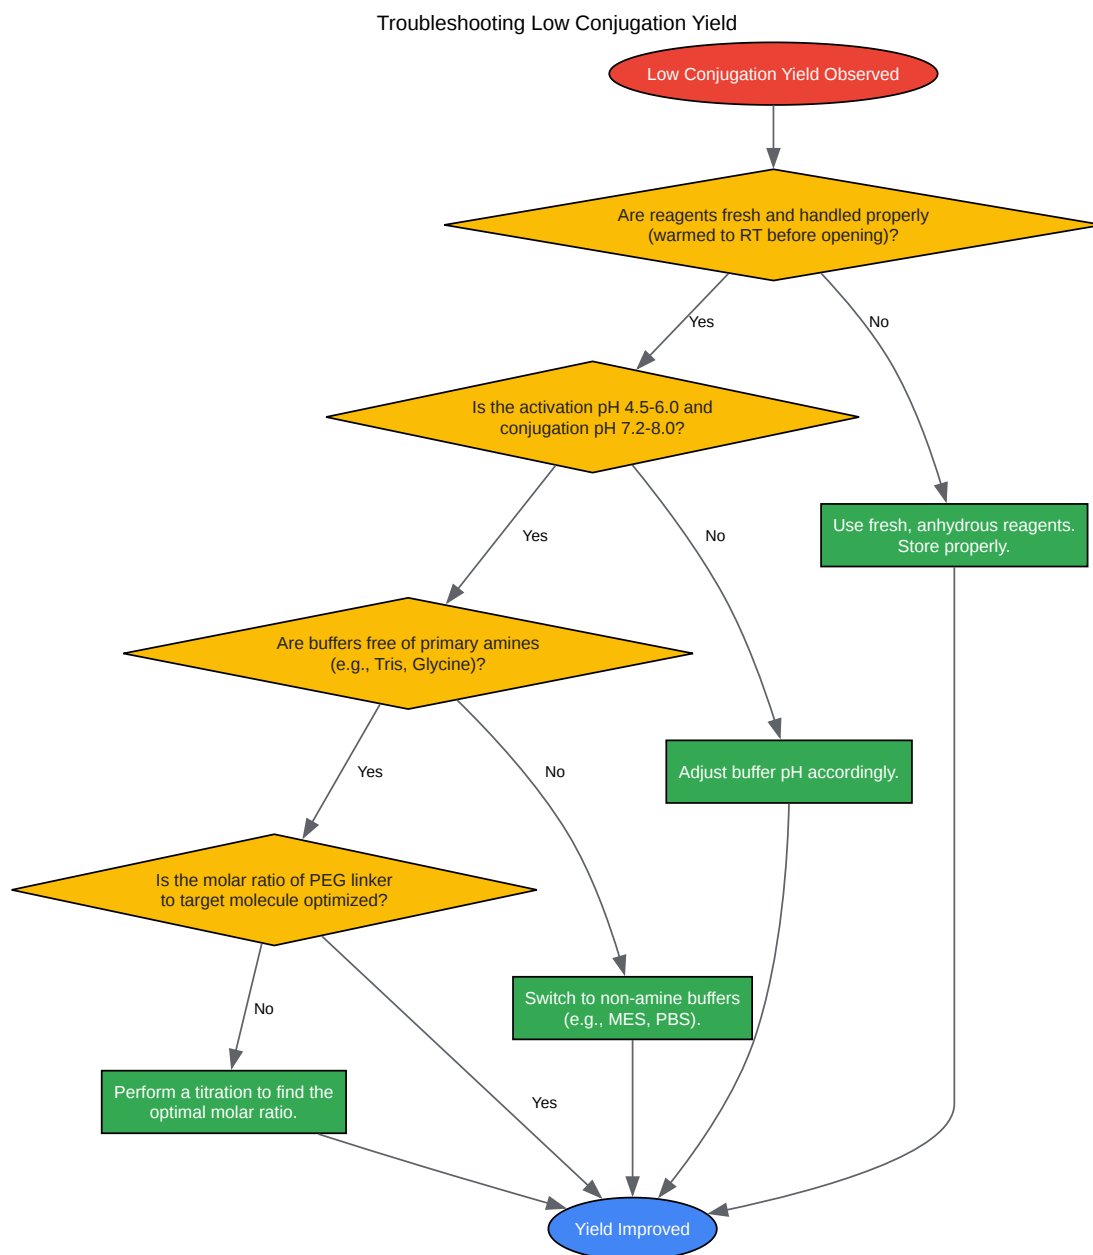 Troubleshooting Low Conjugation Yield
Low Conjugation Yield Observed
Are reagents fresh and handled properly
(warmed to RT before opening)?
Yes
No
Is the activation pH 4.5-6.0 and
conjugation pH 7.2-8.0?
Use fresh, anhydrous reagents.
Store properly.
Yes
No
Are buffers free of primary amines
(e.g., Tris, Glycine)?
Yes
No
Adjust buffer pH accordingly.
Is the molar ratio of PEG linker
to target molecule optimized?
No
Switch to non-amine buffers
(e.g., MES, PBS).
Perform a titration to find the
optimal molar ratio.
Yes
Yield Improved